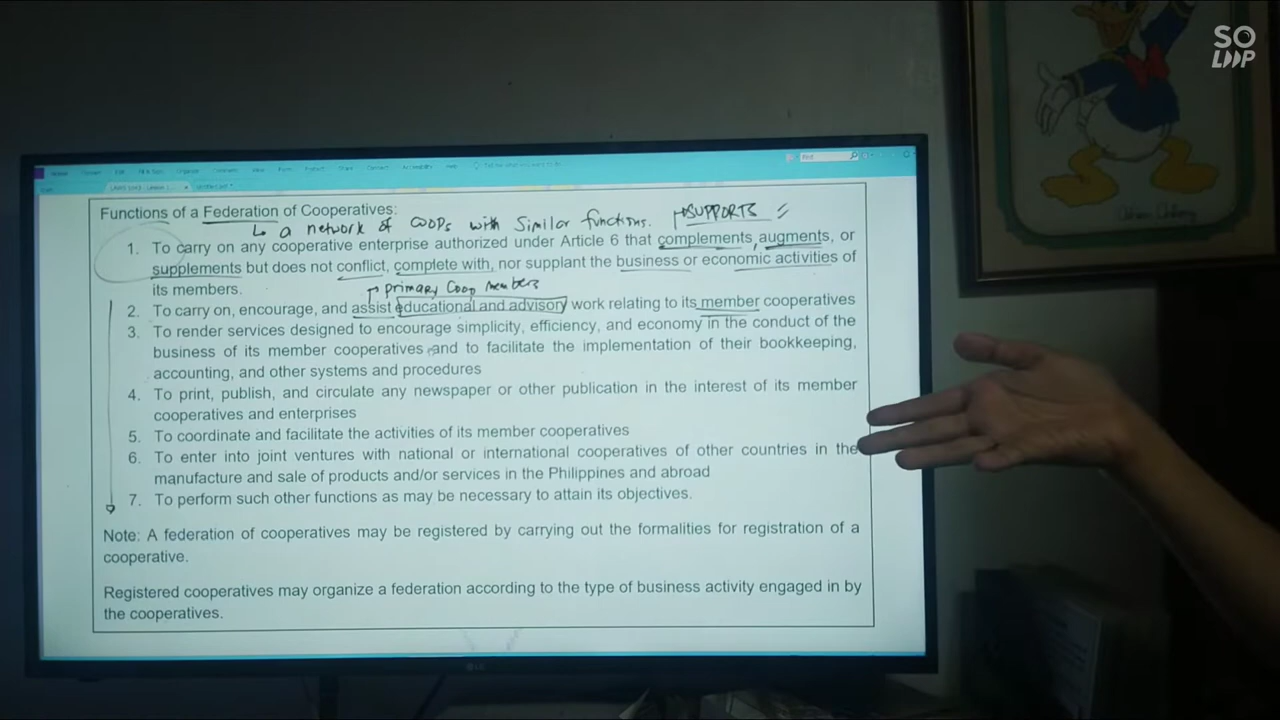 SO
LOOP
Functions of a Federation of Cooperatives:
↳ a network of COOPs with Similar functions. ↦SUPPORTS
1. To carry on any cooperative enterprise authorized under Article 6 that complements, augments, or
supplements but does not conflict, complete with, nor supplant the business or economic activities of
its members.
primary Coop members
2. To carry on, encourage, and assist educational and advisory work relating to its member cooperatives
3. To render services designed to encourage simplicity, efficiency, and economy in the conduct of the
business of its member cooperatives and to facilitate the implementation of their bookkeeping,
accounting, and other systems and procedures
4. To print, publish, and circulate any newspaper or other publication in the interest of its member
cooperatives and enterprises
5. To coordinate and facilitate the activities of its member cooperatives
6. To enter into joint ventures with national or international cooperatives of other countries in the
manufacture and sale of products and/or services in the Philippines and abroad
7. To perform such other functions as may be necessary to attain its objectives.
Note: A federation of cooperatives may be registered by carrying out the formalities for registration of a
cooperative.
Registered cooperatives may organize a federation according to the type of business activity engaged in by
the cooperatives.
LG